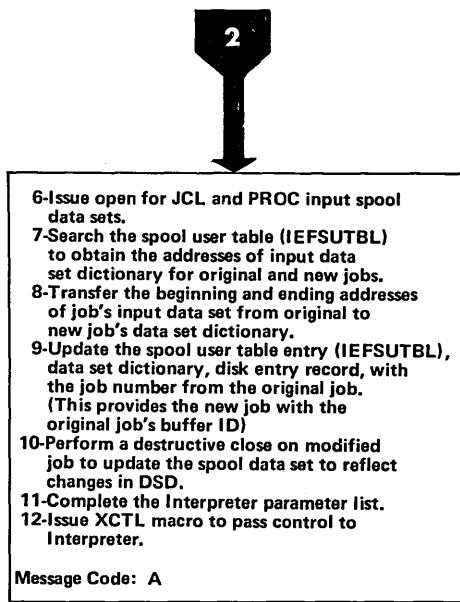 2
6-Issue open for JCL and PROC input spool
data sets.
7-Search the spool user table (IEFSUTBL)
to obtain the addresses of input data
set dictionary for original and new jobs.
8-Transfer the beginning and ending addresses
of job's input data set from original to
new job's data set dictionary.
9-Update the spool user table entry (IEFSUTBL),
data set dictionary, disk entry record, with
the job number from the original job.
(This provides the new job with the
original job's buffer ID)
10-Perform a destructive close on modified
job to update the spool data set to reflect
changes in DSD.
11-Complete the Interpreter parameter list.
12-Issue XCTL macro to pass control to
Interpreter.
Message Code: A